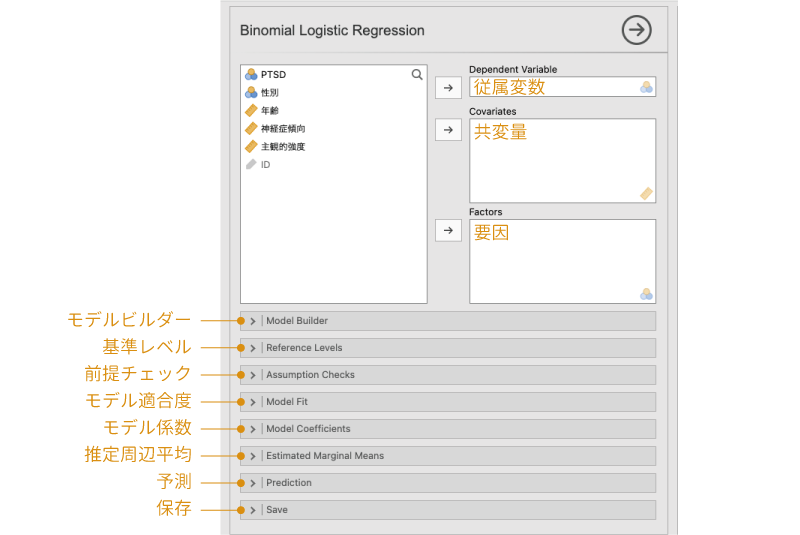 Binomial Logistic Regression
PTSD
性別
年齢
神経症傾向
主観的強度
ID
Dependent Variable
従属変数
Covariates
共変量
Factors
要因
モデルビルダー
Model Builder
基準レベル
Reference Levels
前提チェック
Assumption Checks
モデル適合度
Model Fit
モデル係数
Model Coefficients
推定周辺平均
Estimated Marginal Means
予測
Prediction
保存
Save